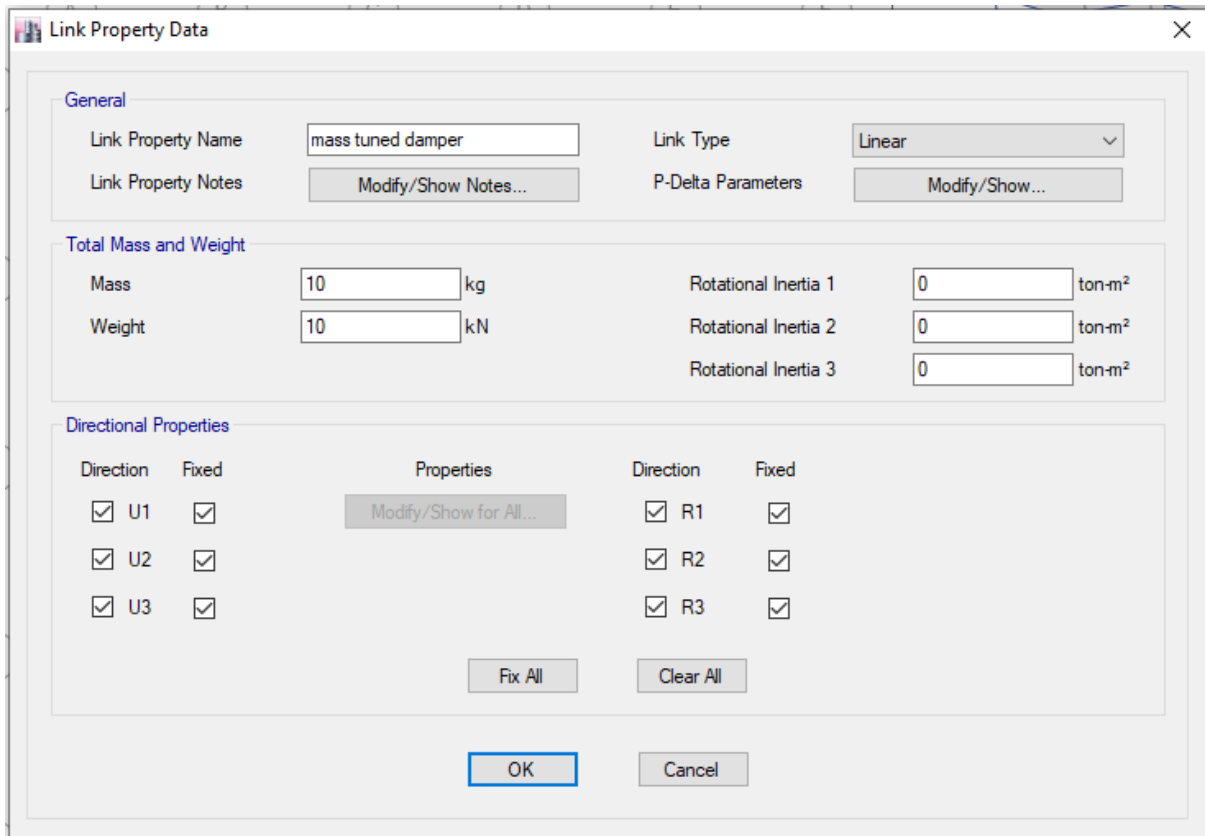 Link Property Data
General
Link Property Name mass tuned damper Link Type Linear
Link Property Notes Modify/Show Notes... P-Delta Parameters Modify/Show...
Total Mass and Weight
Mass 10 kg Rotational Inertia 1 0 ton-m²
Weight 10 kN Rotational Inertia 2 0 ton-m²
Rotational Inertia 3 0 ton-m²
Directional Properties
Direction Fixed Properties Direction Fixed
U1 Modify/Show for All... R1
U2 R2
U3 R3
Fix All Clear All
OK Cancel